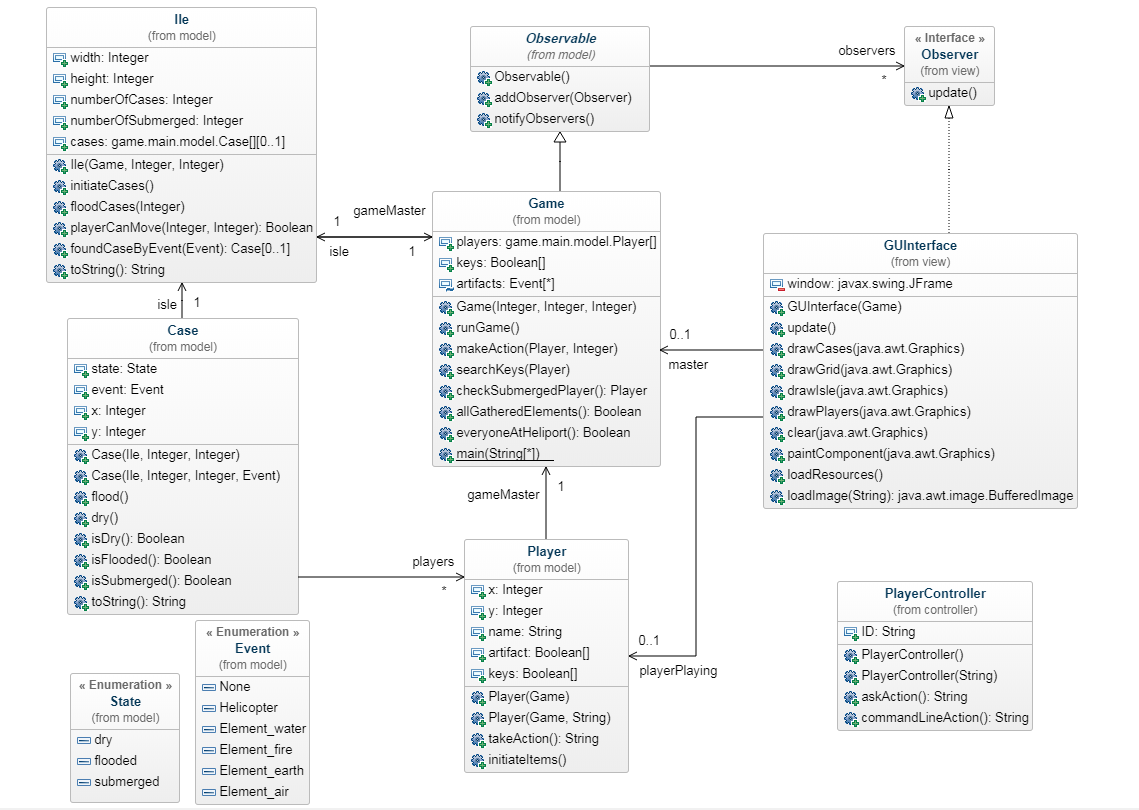 Ile
(from model)
width: Integer
height: Integer
numberOfCases: Integer
numberOfSubmerged: Integer
cases: game.main.model.Case[][0..1]
Ile(Game, Integer, Integer)
initiateCases()
floodCases(Integer)
playerCanMove(Integer, Integer): Boolean
foundCaseByEvent(Event): Case[0..1]
toString(): String
Observable
(from model)
Observable()
addObserver(Observer)
notifyObservers()
observers
*
« Interface »
Observer
(from view)
update()
gameMaster
1
isle
1
Game
(from model)
players: game.main.model.Player[]
keys: Boolean[]
artifacts: Event[*]
Game(Integer, Integer, Integer)
runGame()
makeAction(Player, Integer)
searchKeys(Player)
checkSubmergedPlayer(): Player
allGatheredElements(): Boolean
everyoneAtHeliport(): Boolean
main(String[*])
GUInterface
(from view)
window: javax.swing.JFrame
GUInterface(Game)
update()
drawCases(java.awt.Graphics)
drawGrid(java.awt.Graphics)
drawIsle(java.awt.Graphics)
drawPlayers(java.awt.Graphics)
clear(java.awt.Graphics)
paintComponent(java.awt.Graphics)
loadResources()
loadImage(String): java.awt.image.BufferedImage
0..1
master
isle
1
Case
(from model)
state: State
event: Event
x: Integer
y: Integer
Case(Ile, Integer, Integer)
Case(Ile, Integer, Integer, Event)
flood()
dry()
isDry(): Boolean
isFlooded(): Boolean
isSubmerged(): Boolean
toString(): String
gameMaster
1
players
*
Player
(from model)
x: Integer
y: Integer
name: String
artifact: Boolean[]
keys: Boolean[]
Player(Game)
Player(Game, String)
takeAction(): String
initiateItems()
0..1
playerPlaying
PlayerController
(from controller)
ID: String
PlayerController()
PlayerController(String)
askAction(): String
commandLineAction(): String
« Enumeration »
Event
(from model)
None
Helicopter
Element_water
Element_fire
Element_earth
Element_air
« Enumeration »
State
(from model)
dry
flooded
submerged